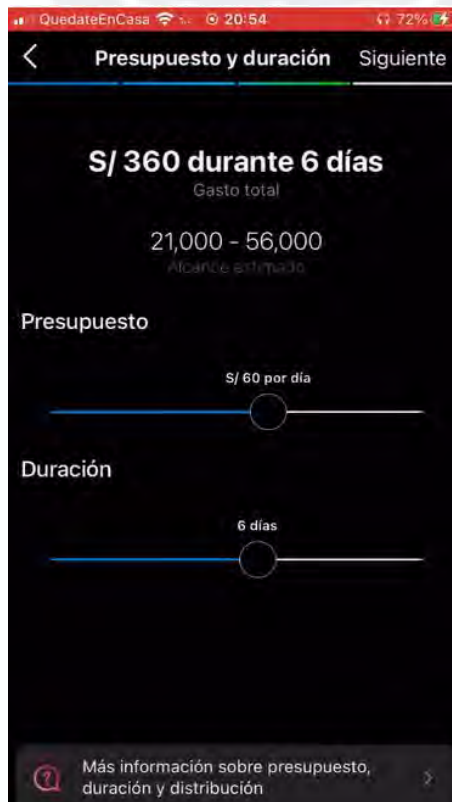 QuedateEnCasa 20:54 72%
Presupuesto y duración Siguiente
S/ 360 durante 6 días
Gasto total
21,000 - 56,000
Alcance estimado
Presupuesto
S/ 60 por día
Duración
6 días
Más información sobre presupuesto,
duración y distribución